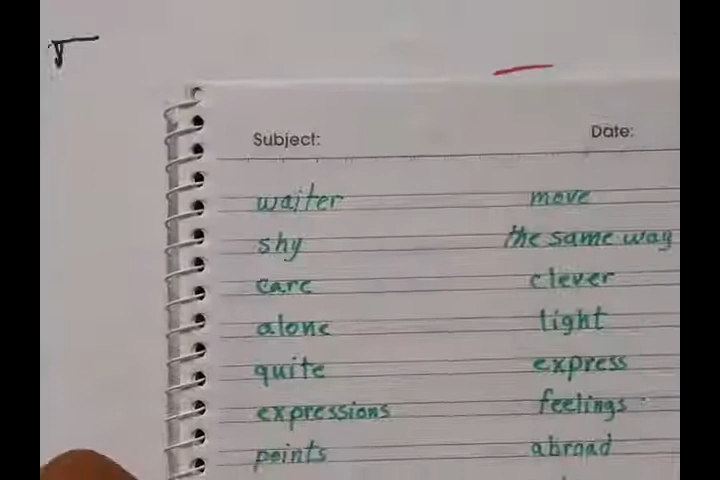 Subject: Date:
waiter move
shy the same way
care clever
alone light
quite express
expressions feelings
points abroad